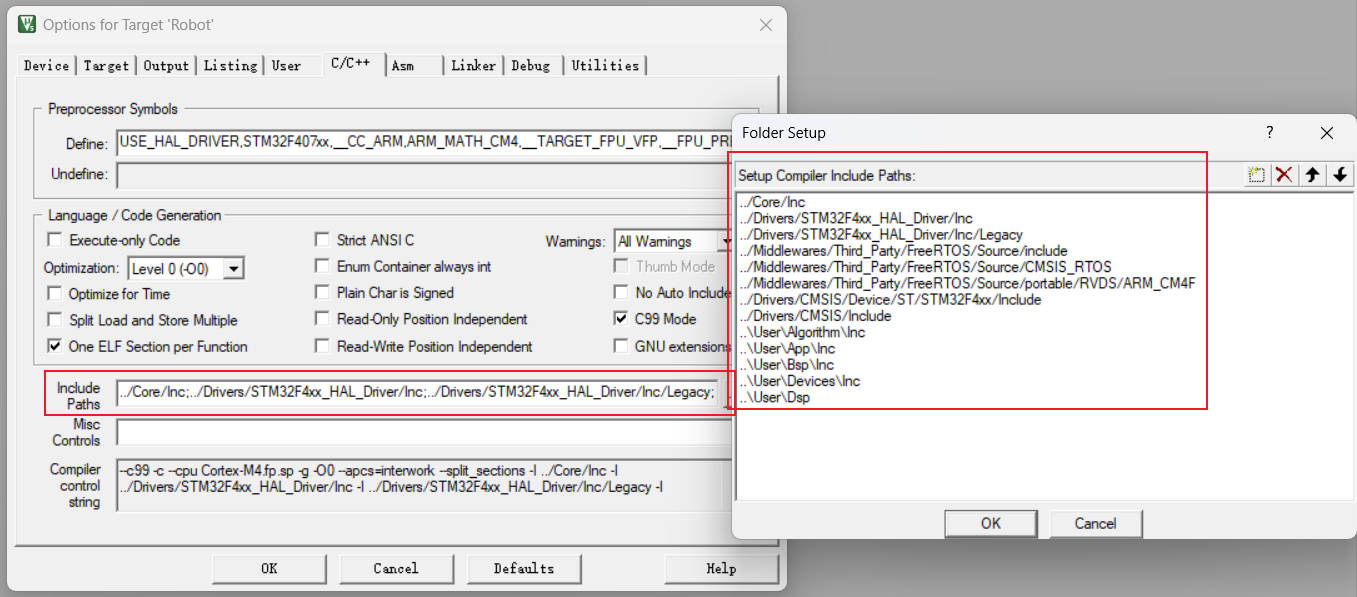 Options for Target 'Robot'
Device Target Output Listing User C/C++ Asm Linker Debug Utilities
Preprocessor Symbols
Define: USE_HAL_DRIVER,STM32F407xx,__CC_ARM,ARM_MATH_CM4,__TARGET_FPU_VFP,__FPU_PRE
Undefine:
Language / Code Generation
Execute-only Code
Strict ANSI C
Warnings: All Warnings
Optimization: Level 0 (-O0)
Enum Container always int
Thumb Mode
Optimize for Time
Plain Char is Signed
No Auto Include
Split Load and Store Multiple
Read-Only Position Independent
C99 Mode
One ELF Section per Function
Read-Write Position Independent
GNU extensions
Include
Paths
../Core/Inc;../Drivers/STM32F4xx_HAL_Driver/Inc;../Drivers/STM32F4xx_HAL_Driver/Inc/Legacy;
Misc
Controls
Compiler
control
string
--c99 -c --cpu Cortex-M4.fp.sp -g -O0 --apcs=interwork --split_sections -I ../Core/Inc -I
../Drivers/STM32F4xx_HAL_Driver/Inc -I ../Drivers/STM32F4xx_HAL_Driver/Inc/Legacy -I
OK Cancel Defaults Help
Folder Setup
?
Setup Compiler Include Paths:
../Core/Inc
../Drivers/STM32F4xx_HAL_Driver/Inc
../Drivers/STM32F4xx_HAL_Driver/Inc/Legacy
../Middlewares/Third_Party/FreeRTOS/Source/include
../Middlewares/Third_Party/FreeRTOS/Source/CMSIS_RTOS
../Middlewares/Third_Party/FreeRTOS/Source/portable/RVDS/ARM_CM4F
../Drivers/CMSIS/Device/ST/STM32F4xx/Include
../Drivers/CMSIS/Include
..\User\Algorithm\Inc
..\User\App\Inc
..\User\Bsp\Inc
..\User\Devices\Inc
..\User\Dsp
OK Cancel